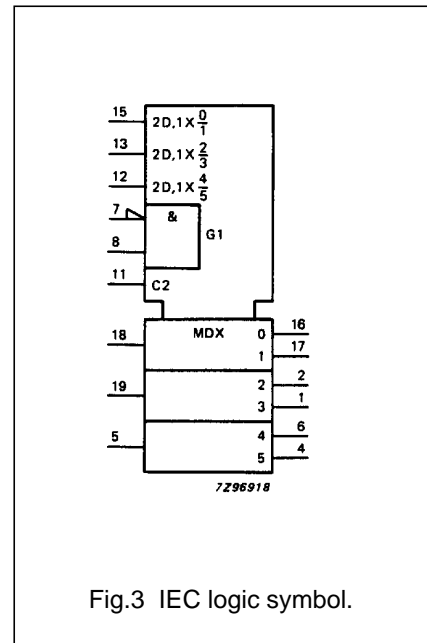 15 2D,1X 0/1
13 2D,1X 2/3
12 2D,1X 4/5
7 &
G1
8
11 C2
18 MDX 0 16
1 17
19 2 2
3 1
5 4 6
5 4
7Z96918
Fig.3 IEC logic symbol.